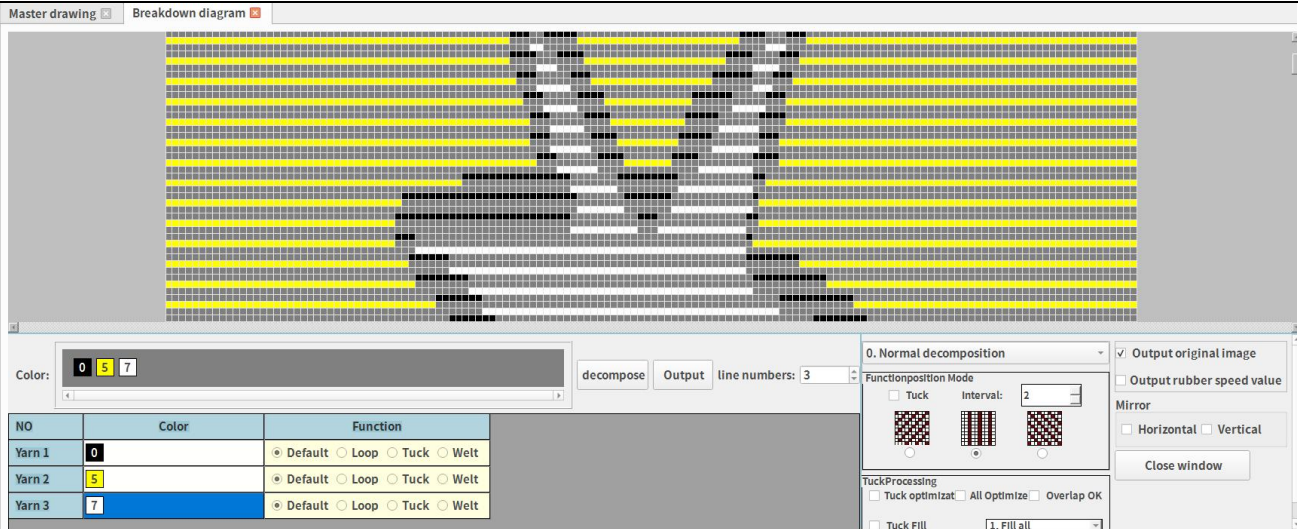 Master drawing
Breakdown diagram
Color:
0 5 7
decompose
Output
line numbers: 3
NO Color Function
Yarn 1 0 Default Loop Tuck Welt
Yarn 2 5 Default Loop Tuck Welt
Yarn 3 7 Default Loop Tuck Welt
0. Normal decomposition
Functionposition Mode
Tuck Interval: 2
TuckProcessing
Tuck optimizat All Optimize Overlap OK
Tuck Fill 1. Fill all
Output original image
Output rubber speed value
Mirror
Horizontal Vertical
Close window